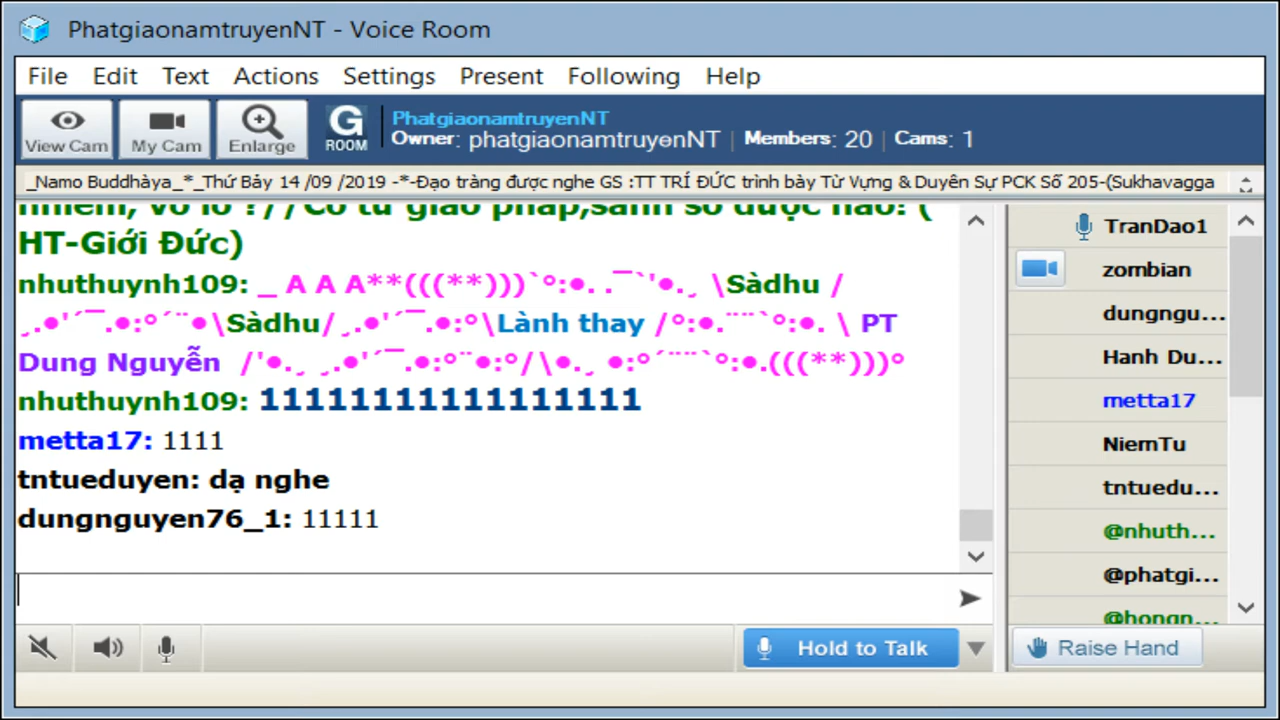 PhatgiaonamtruyenNT - Voice Room
File Edit Text Actions Settings Present Following Help
View Cam My Cam Enlarge G ROOM
PhatgiaonamtruyenNT
Owner: phatgiaonamtruyenNT | Members: 20 | Cams: 1
_Namo Buddhàya_*_Thứ Bảy 14 /09 /2019 -*-Đạo tràng được nghe GS :TT TRÍ ĐỨC trình bày Từ Vựng & Duyên Sự PCK Số 205-(Sukhavagga
HT-Giới Đức)
nhuthuynh109: _ A A A**(((**)))`°:•. .¯`'•.¸ \Sàdhu /
¸.•'´¯.•:°´¨•\Sàdhu/¸.•'´¯.•:°\Lành thay /°:•.¨¨`°:•. \ PT
Dung Nguyễn /'•.¸ ¸.•'´¯.•:°¨•:°/\•.¸ •:°´¨¨`°:•.(((**)))°
nhuthuynh109: 11111111111111111
metta17: 1111
tntueduyen: dạ nghe
dungnguyen76_1: 11111
TranDao1
zombian
dungngu...
Hanh Du...
metta17
NiemTu
tntuedu...
@nhuth...
@phatgi...
@hongn...
Hold to Talk
Raise Hand